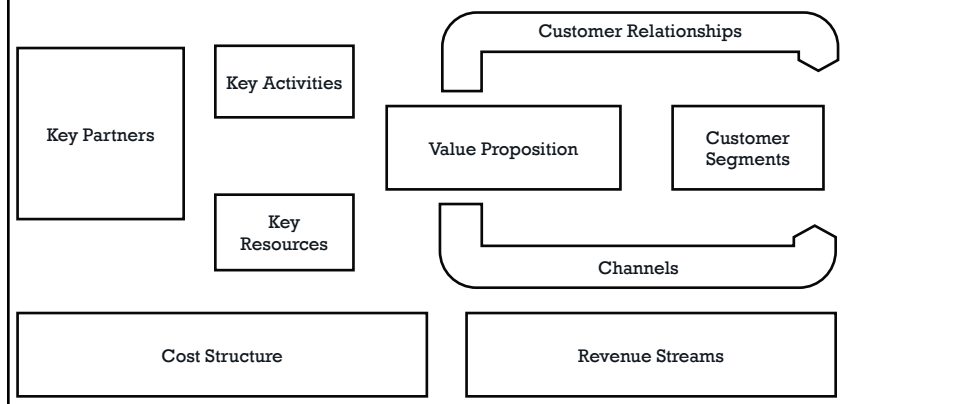 Customer Relationships
Key Activities
Key Partners
Value Proposition
Customer
Segments
Key
Resources
Channels
Cost Structure
Revenue Streams